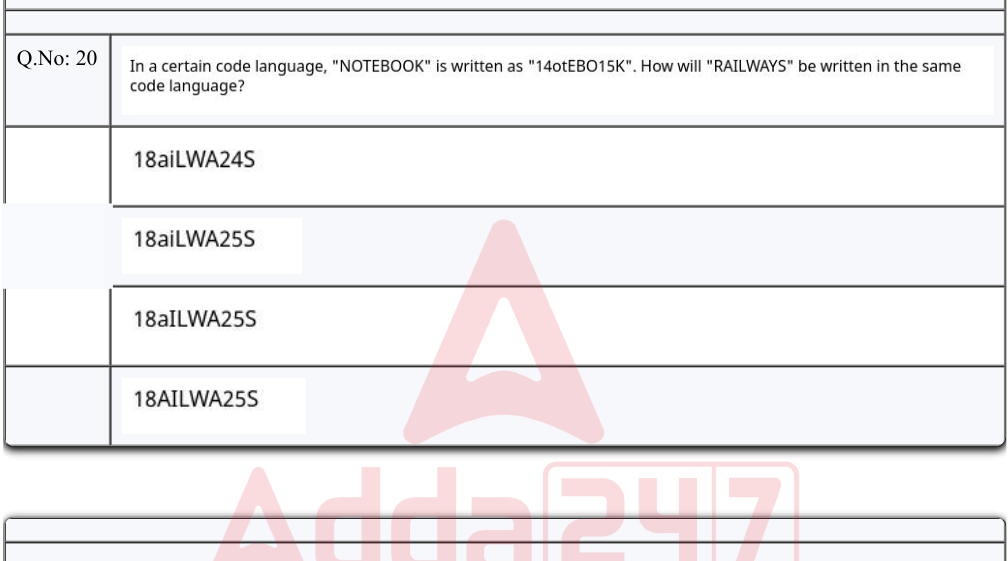 Q.No: 20
In a certain code language, "NOTEBOOK" is written as "14otEBO15K". How will "RAILWAYS" be written in the same
code language?
18aiLWA24S
18aiLWA25S
18aILWA25S
18AILWA25S
Adda247